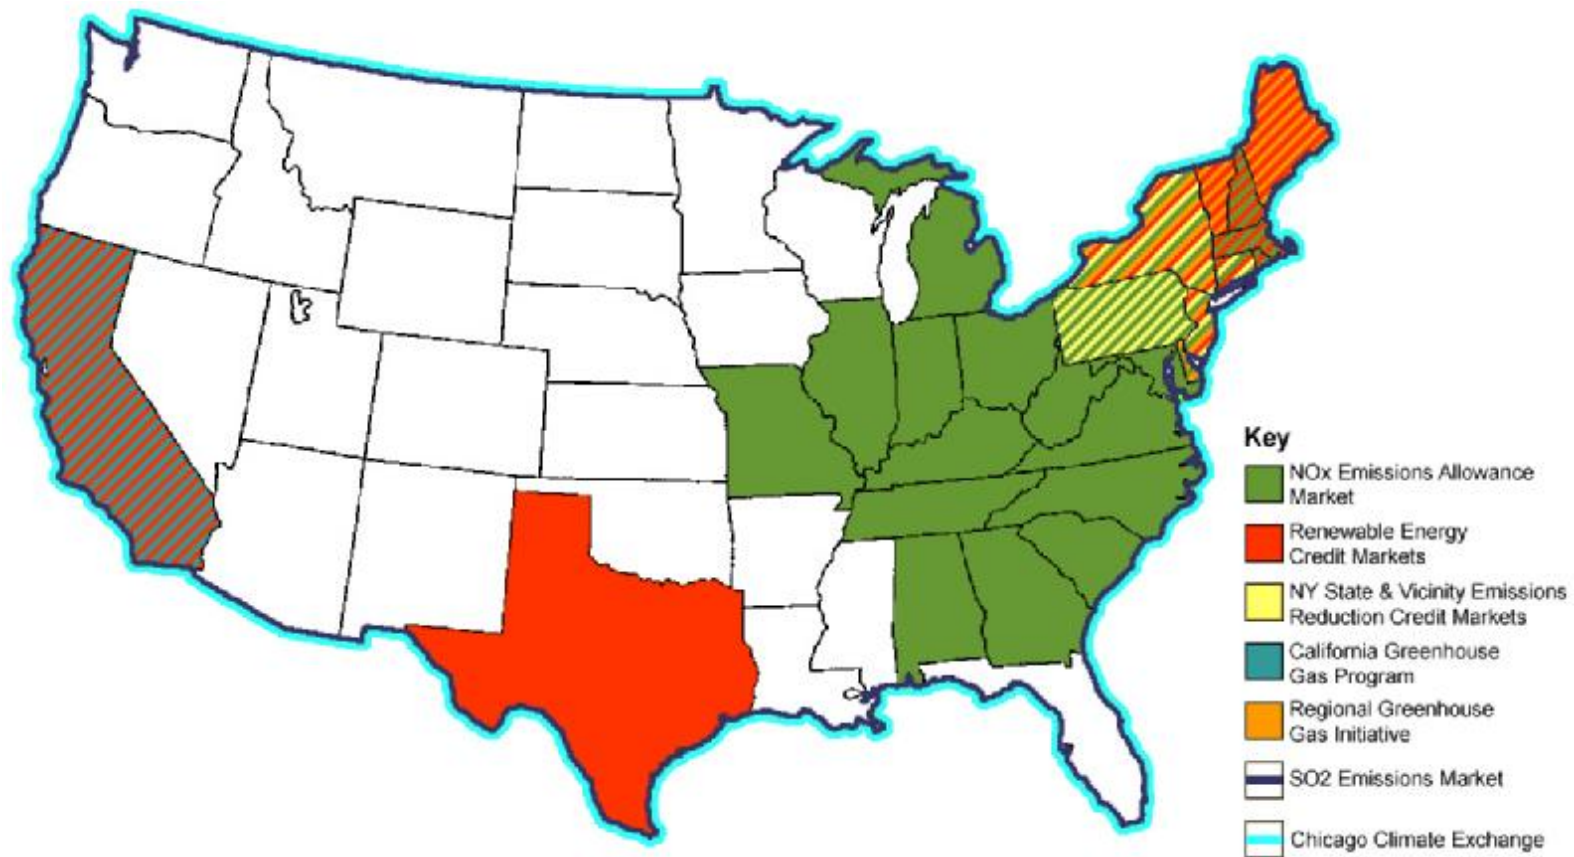 Key
NOx Emissions Allowance
Market
Renewable Energy
Credit Markets
NY State & Vicinity Emissions
Reduction Credit Markets
California Greenhouse
Gas Program
Regional Greenhouse
Gas Initiative
SO2 Emissions Market
Chicago Climate Exchange